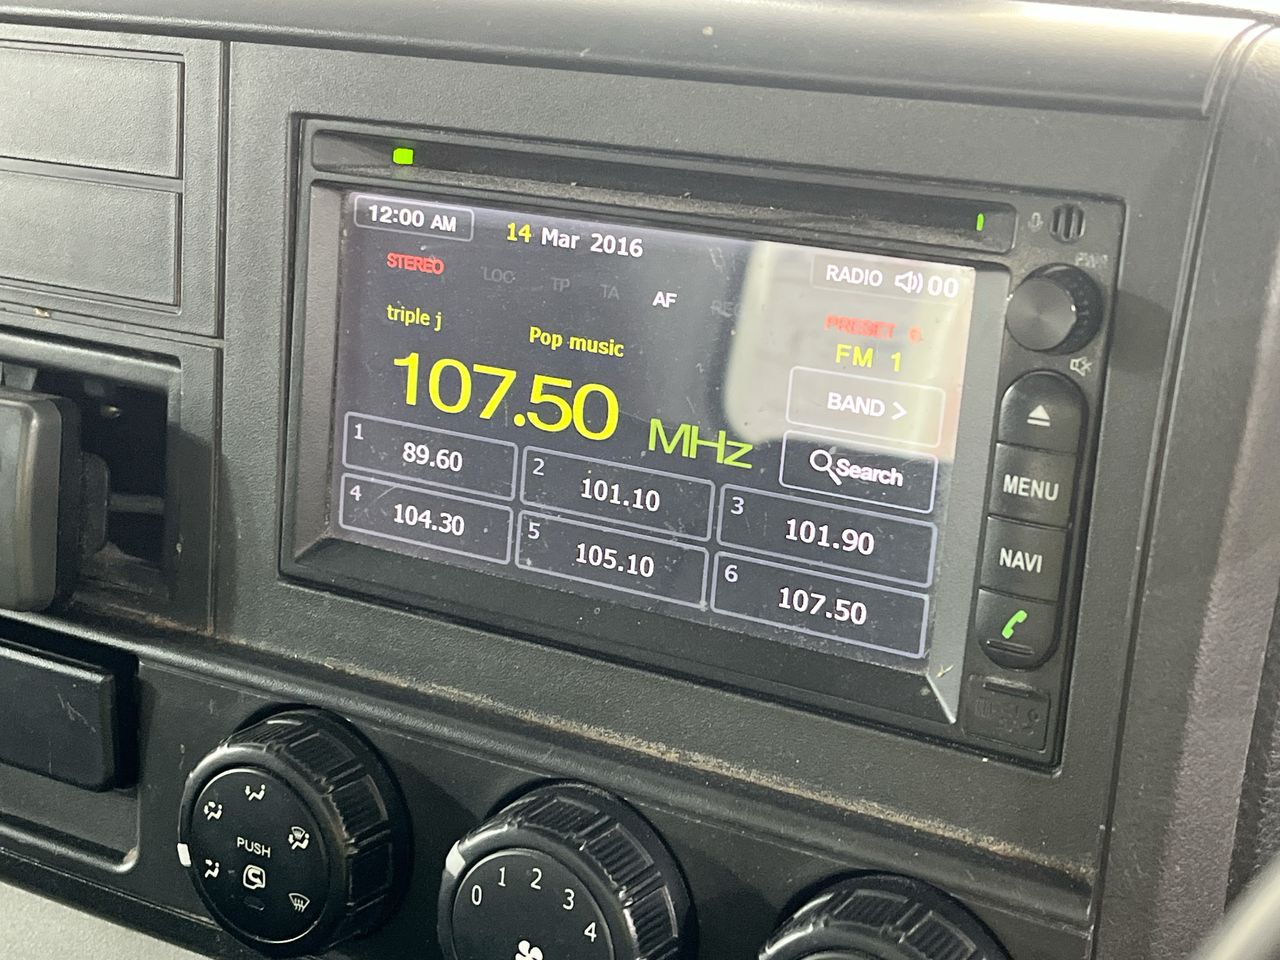 12:00 AM
14 Mar 2016
RADIO 00
STEREO LOC TP TA AF
triple j
Pop music
PRESET 6
FM 1
107.50 MHz
BAND >
Search
1 89.60
2 101.10
3 101.90
4 104.30
5 105.10
6 107.50
PWR
MENU
NAVI
PUSH
0 1 2 3 4